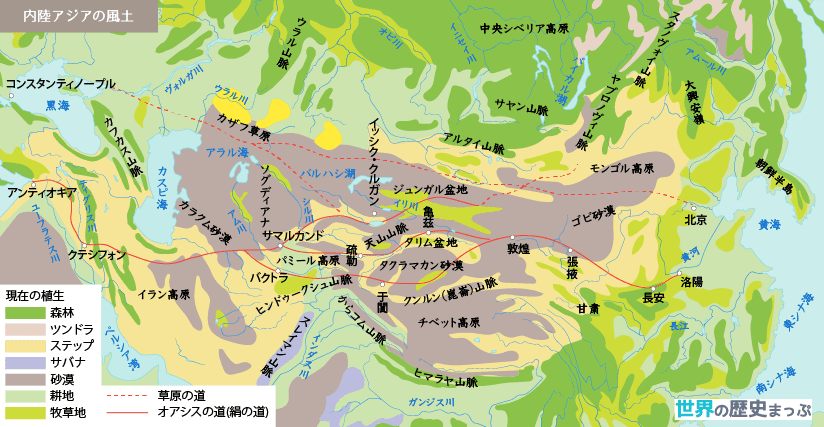 内陸アジアの風土
コンスタンティノープル
黒海
ヴォルガ川
ウラル川
ウラル山脈
オビ川
イェニセイ川
中央シベリア高原
バイカル湖
スタノヴォイ山脈
ヤブロノヴィ山脈
アムール川
大興安嶺
サヤン山脈
アルタイ山脈
モンゴル高原
朝鮮半島
カフカス山脈
カスピ海
カザフ草原
アラル海
バルハシ湖
イッシク・クルガン
ジュンガル盆地
イリ川
ソグディアナ
シル川
アム川
カラクム砂漠
サマルカンド
アンティオキア
ティグリス川
ユーフラテス川
クテシフォン
亀茲
天山山脈
タリム盆地
疏勒
パミール高原
タクラマカン砂漠
敦煌
ゴビ砂漠
張掖
北京
黄海
黄河
洛陽
長安
バクトラ
ヒンドゥークシュ山脈
于闐
クンルン(崑崙)山脈
イラン高原
カラコム山脈
チベット高原
甘粛
長江
東シナ海
南シナ海
ペルシア湾
スレイマン山脈
インダス川
ヒマラヤ山脈
ガンジス川
現在の植生
森林
ツンドラ
ステップ
サバナ
砂漠
耕地
牧草地
草原の道
オアシスの道(絹の道)
世界の歴史まっぷ